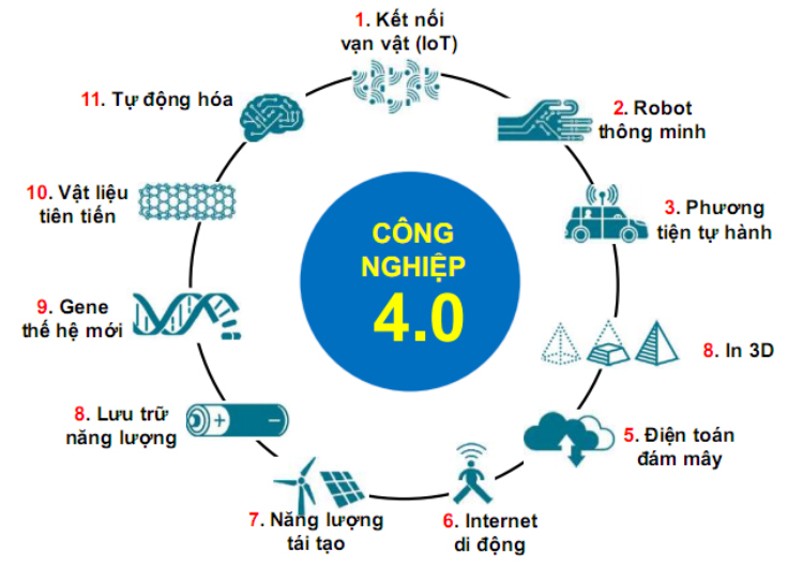 1. Kết nối
vạn vật (IoT)
2. Robot
thông minh
3. Phương
tiện tự hành
8. In 3D
5. Điện toán
đám mây
6. Internet
di động
7. Năng lượng
tái tạo
8. Lưu trữ
năng lượng
9. Gene
thế hệ mới
10. Vật liệu
tiên tiến
11. Tự động hóa
CÔNG
NGHIỆP
4.0